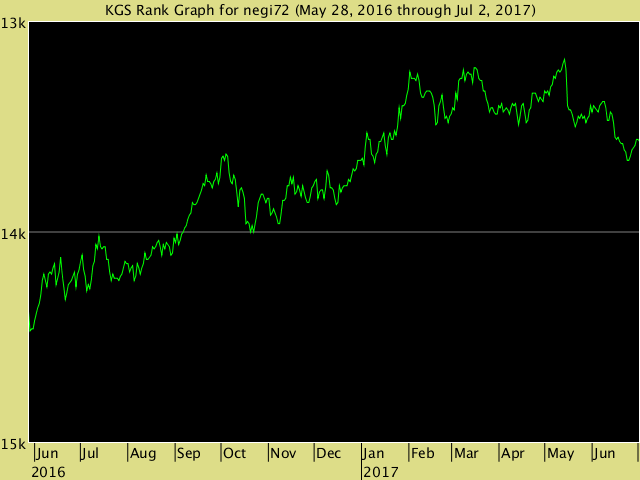 KGS Rank Graph for negi72 (May 28, 2016 through Jul 2, 2017)
13k
14k
15k
Jun Jul Aug Sep Oct Nov Dec Jan Feb Mar Apr May Jun
2016 2017